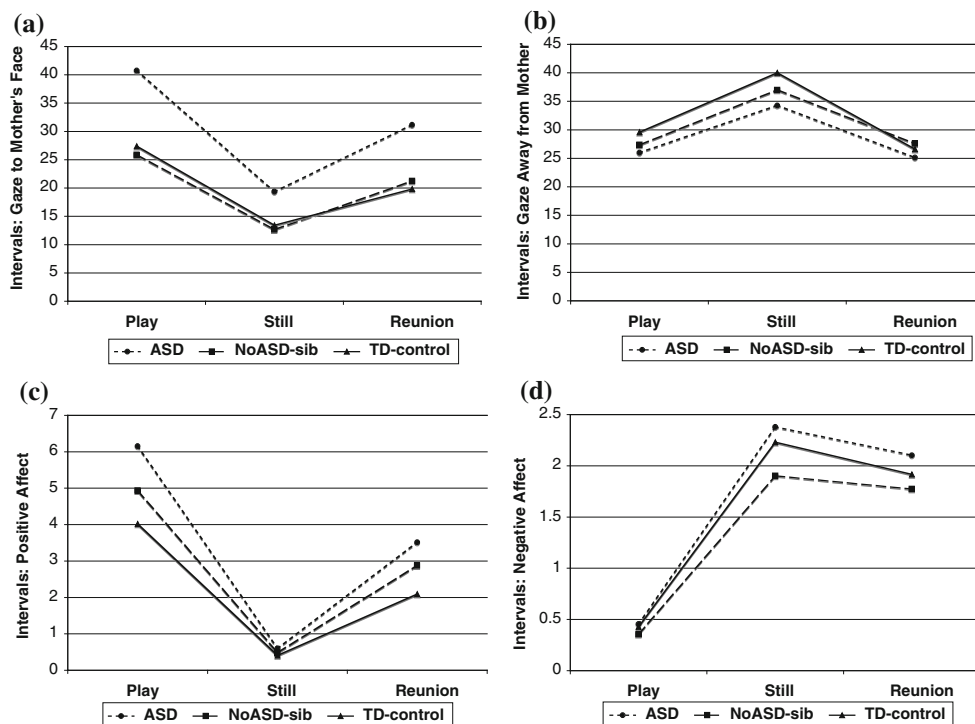 (a)
Intervals: Gaze to Mother's Face
45
40
35
30
25
20
15
10
5
0
Play Still Reunion
ASD NoASD-sib TD-control
(b)
Intervals: Gaze Away from Mother
45
40
35
30
25
20
15
10
5
0
Play Still Reunion
ASD NoASD-sib TD-control
(c)
Intervals: Positive Affect
7
6
5
4
3
2
1
0
Play Still Reunion
ASD NoASD-sib TD-control
(d)
Intervals: Negative Affect
2.5
2
1.5
1
0.5
0
Play Still Reunion
ASD NoASD-sib TD-control